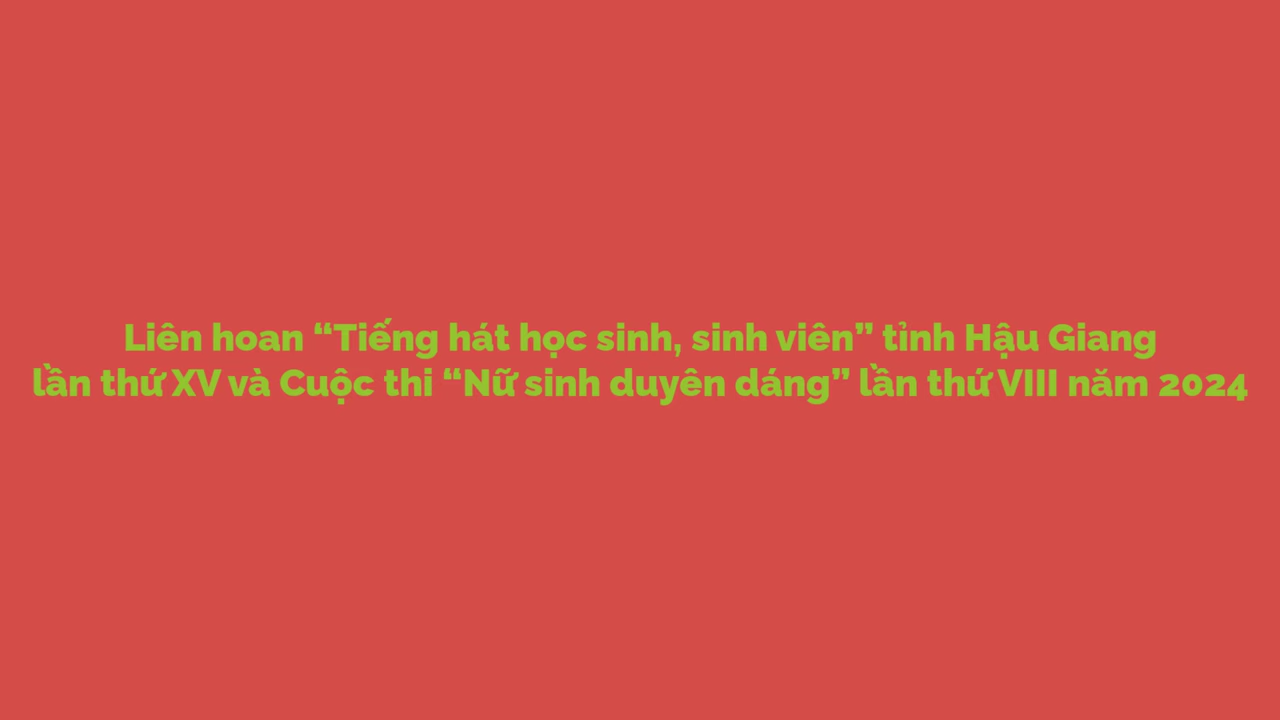 Liên hoan “Tiếng hát học sinh, sinh viên” tỉnh Hậu Giang
lần thứ XV và Cuộc thi “Nữ sinh duyên dáng” lần thứ VIII năm 2024